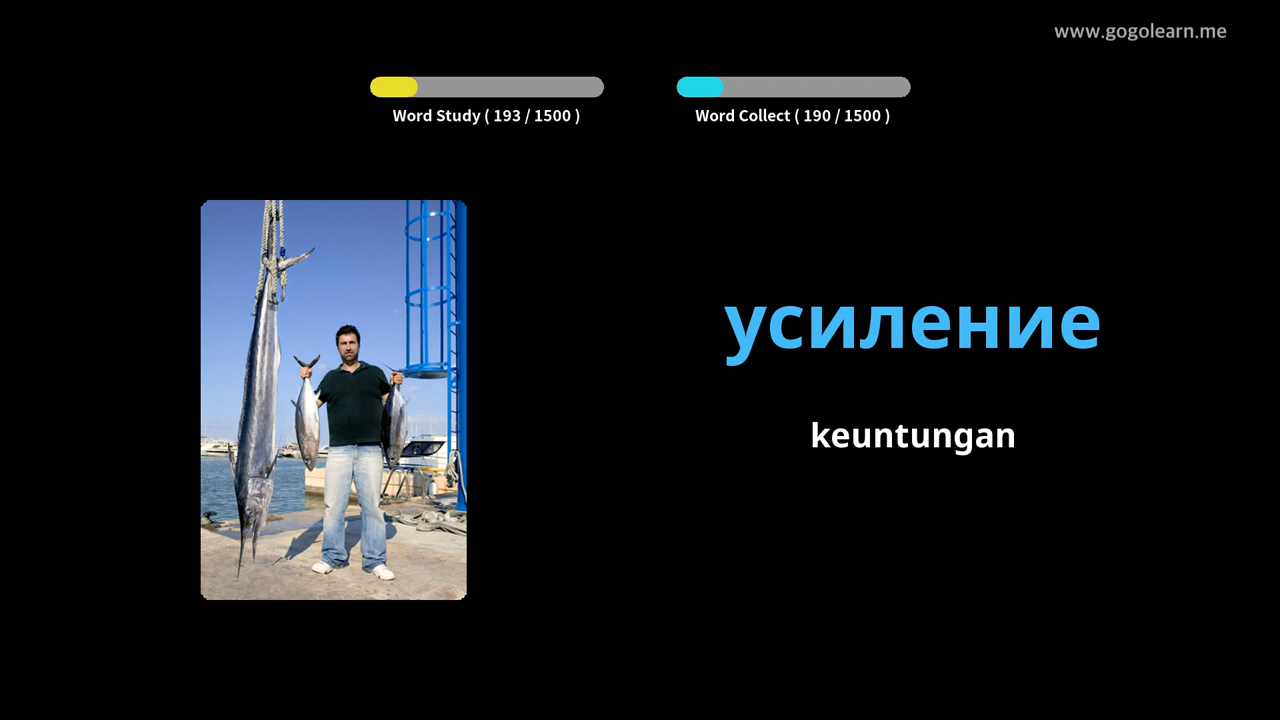 www.gogolearn.me
Word Study ( 193 / 1500 )
Word Collect ( 190 / 1500 )
усиление
keuntungan